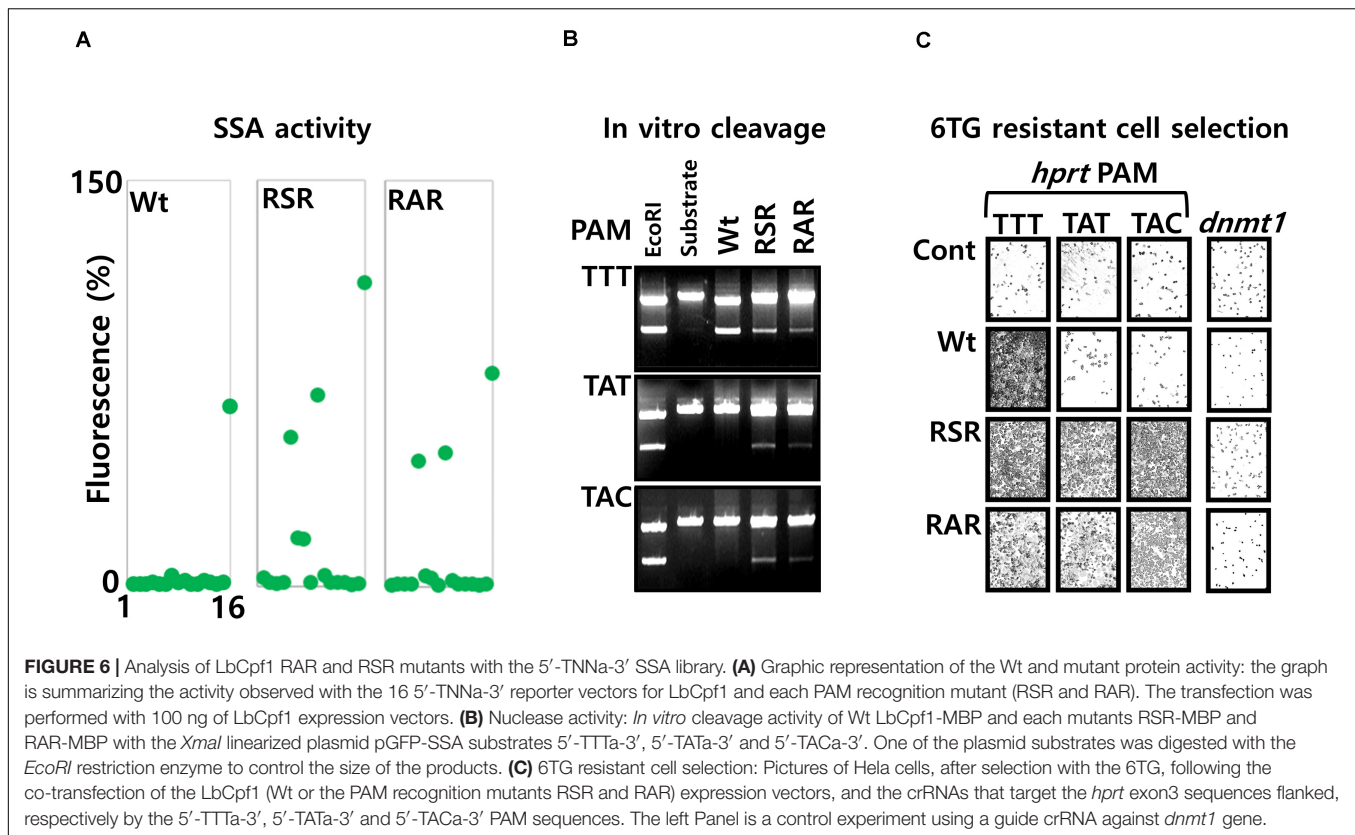 A
B
C
SSA activity
In vitro cleavage
6TG resistant cell selection
150
Wt
RSR
RAR
Fluorescence (%)
0
1
16
PAM
EcoRI
Substrate
Wt
RSR
RAR
TTT
TAT
TAC
hprt PAM
TTT
TAT
TAC
dnmt1
Cont
Wt
RSR
RAR
FIGURE 6 | Analysis of LbCpf1 RAR and RSR mutants with the 5′-TNNa-3′ SSA library. (A) Graphic representation of the Wt and mutant protein activity: the graph
is summarizing the activity observed with the 16 5′-TNNa-3′ reporter vectors for LbCpf1 and each PAM recognition mutant (RSR and RAR). The transfection was
performed with 100 ng of LbCpf1 expression vectors. (B) Nuclease activity: In vitro cleavage activity of Wt LbCpf1-MBP and each mutants RSR-MBP and
RAR-MBP with the XmaI linearized plasmid pGFP-SSA substrates 5′-TTTa-3′, 5′-TATa-3′ and 5′-TACa-3′. One of the plasmid substrates was digested with the
EcoRI restriction enzyme to control the size of the products. (C) 6TG resistant cell selection: Pictures of Hela cells, after selection with the 6TG, following the
co-transfection of the LbCpf1 (Wt or the PAM recognition mutants RSR and RAR) expression vectors, and the crRNAs that target the hprt exon3 sequences flanked,
respectively by the 5′-TTTa-3′, 5′-TATa-3′ and 5′-TACa-3′ PAM sequences. The left Panel is a control experiment using a guide crRNA against dnmt1 gene.